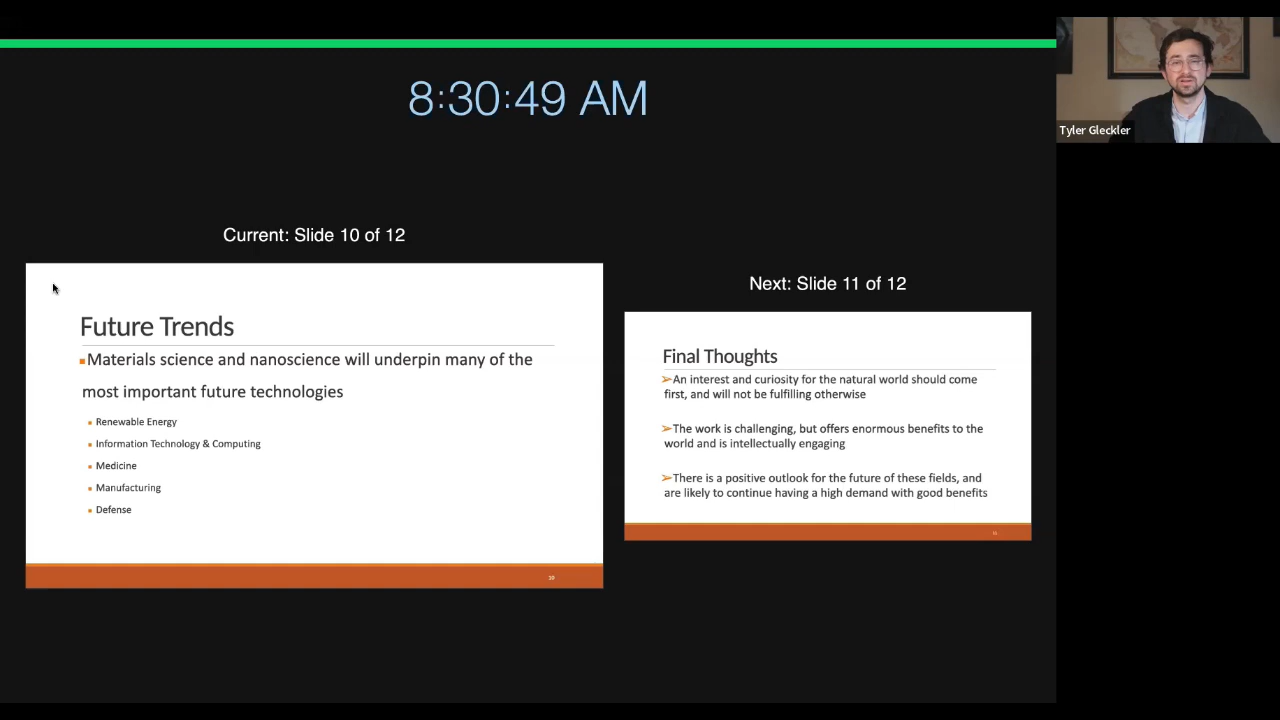 8:30:49 AM
Tyler Gleckler
Current: Slide 10 of 12
Future Trends
Materials science and nanoscience will underpin many of the
most important future technologies
Renewable Energy
Information Technology & Computing
Medicine
Manufacturing
Defense
10
Next: Slide 11 of 12
Final Thoughts
➢An interest and curiosity for the natural world should come
first, and will not be fulfilling otherwise
➢The work is challenging, but offers enormous benefits to the
world and is intellectually engaging
➢There is a positive outlook for the future of these fields, and
are likely to continue having a high demand with good benefits